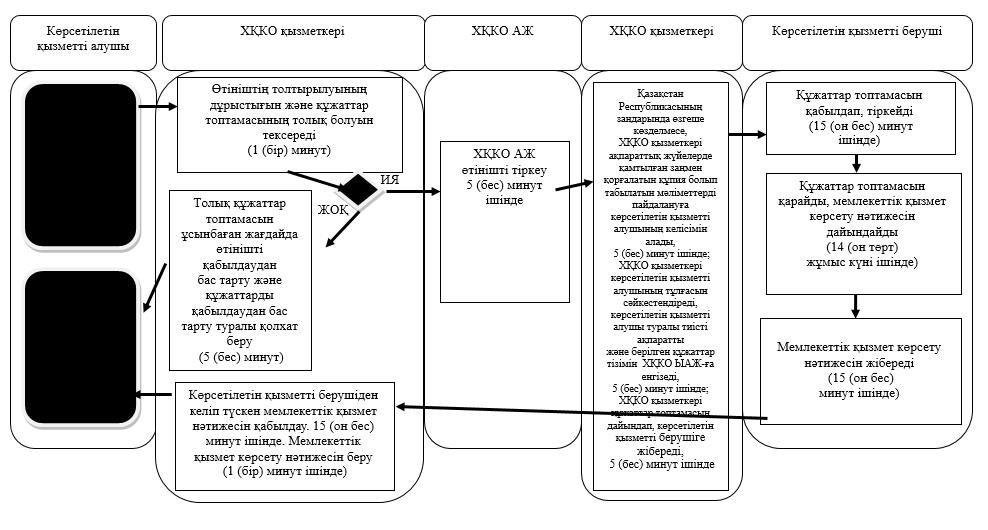 Көрсетілетін
қызметті алушы
ХҚКО қызметкері
ХҚКО АЖ
ХҚКО қызметкері
Көрсетілетін қызметті беруші
Өтініштің толтырылуының
дұрыстығын және құжаттар
топтамасының толық болуын
тексереді
(1 (бір) минут)
ИЯ
ЖОҚ
Толық құжаттар
топтамасын
ұсынбаған жағдайда
өтінішті
қабылдаудан
бас тарту және
құжаттарды
қабылдаудан бас
тарту туралы қолхат
беру
(5 (бес) минут)
Көрсетілетін қызметті берушіден
келіп түскен мемлекеттік қызмет
нәтижесін қабылдау. 15 (он бес)
минут ішінде. Мемлекеттік
қызмет көрсету нәтижесін беру
(1 (бір) минут ішінде)
ХҚКО АЖ
өтінішті тіркеу
5 (бес) минут
ішінде
Қазақстан
Республикасының
заңдарында өзгеше
көзделмесе,
ХҚКО қызметкері
ақпараттық жүйелерде
қамтылған заңмен
қорғалатын құпия болып
табылатын мәліметтерді
пайдалануға
көрсетілетін қызметті
алушының келісімін
алады,
5 (бес) минут ішінде;
ХҚКО қызметкері
көрсетілетін қызметті
алушының тұлғасын
сәйкестендіреді,
көрсетілетін қызметті
алушы туралы тиісті
ақпаратты
және берілген құжаттар
тізімін ХҚКО ЫАЖ-ға
енгізеді,
5 (бес) минут ішінде;
ХҚКО қызметкері
құжаттар топтамасын
дайындап, көрсетілетін
қызметті берушіге
жібереді,
5 (бес) минут ішінде
Құжаттар топтамасын
қабылдап, тіркейді
(15 (он бес) минут
ішінде)
Құжаттар топтамасын
қарайды, мемлекеттік қызмет
көрсету нәтижесін
дайындайды
(14 (он төрт)
жұмыс күні ішінде)
Мемлекеттік қызмет көрсету
нәтижесін жібереді
(15 (он бес)
минут ішінде)